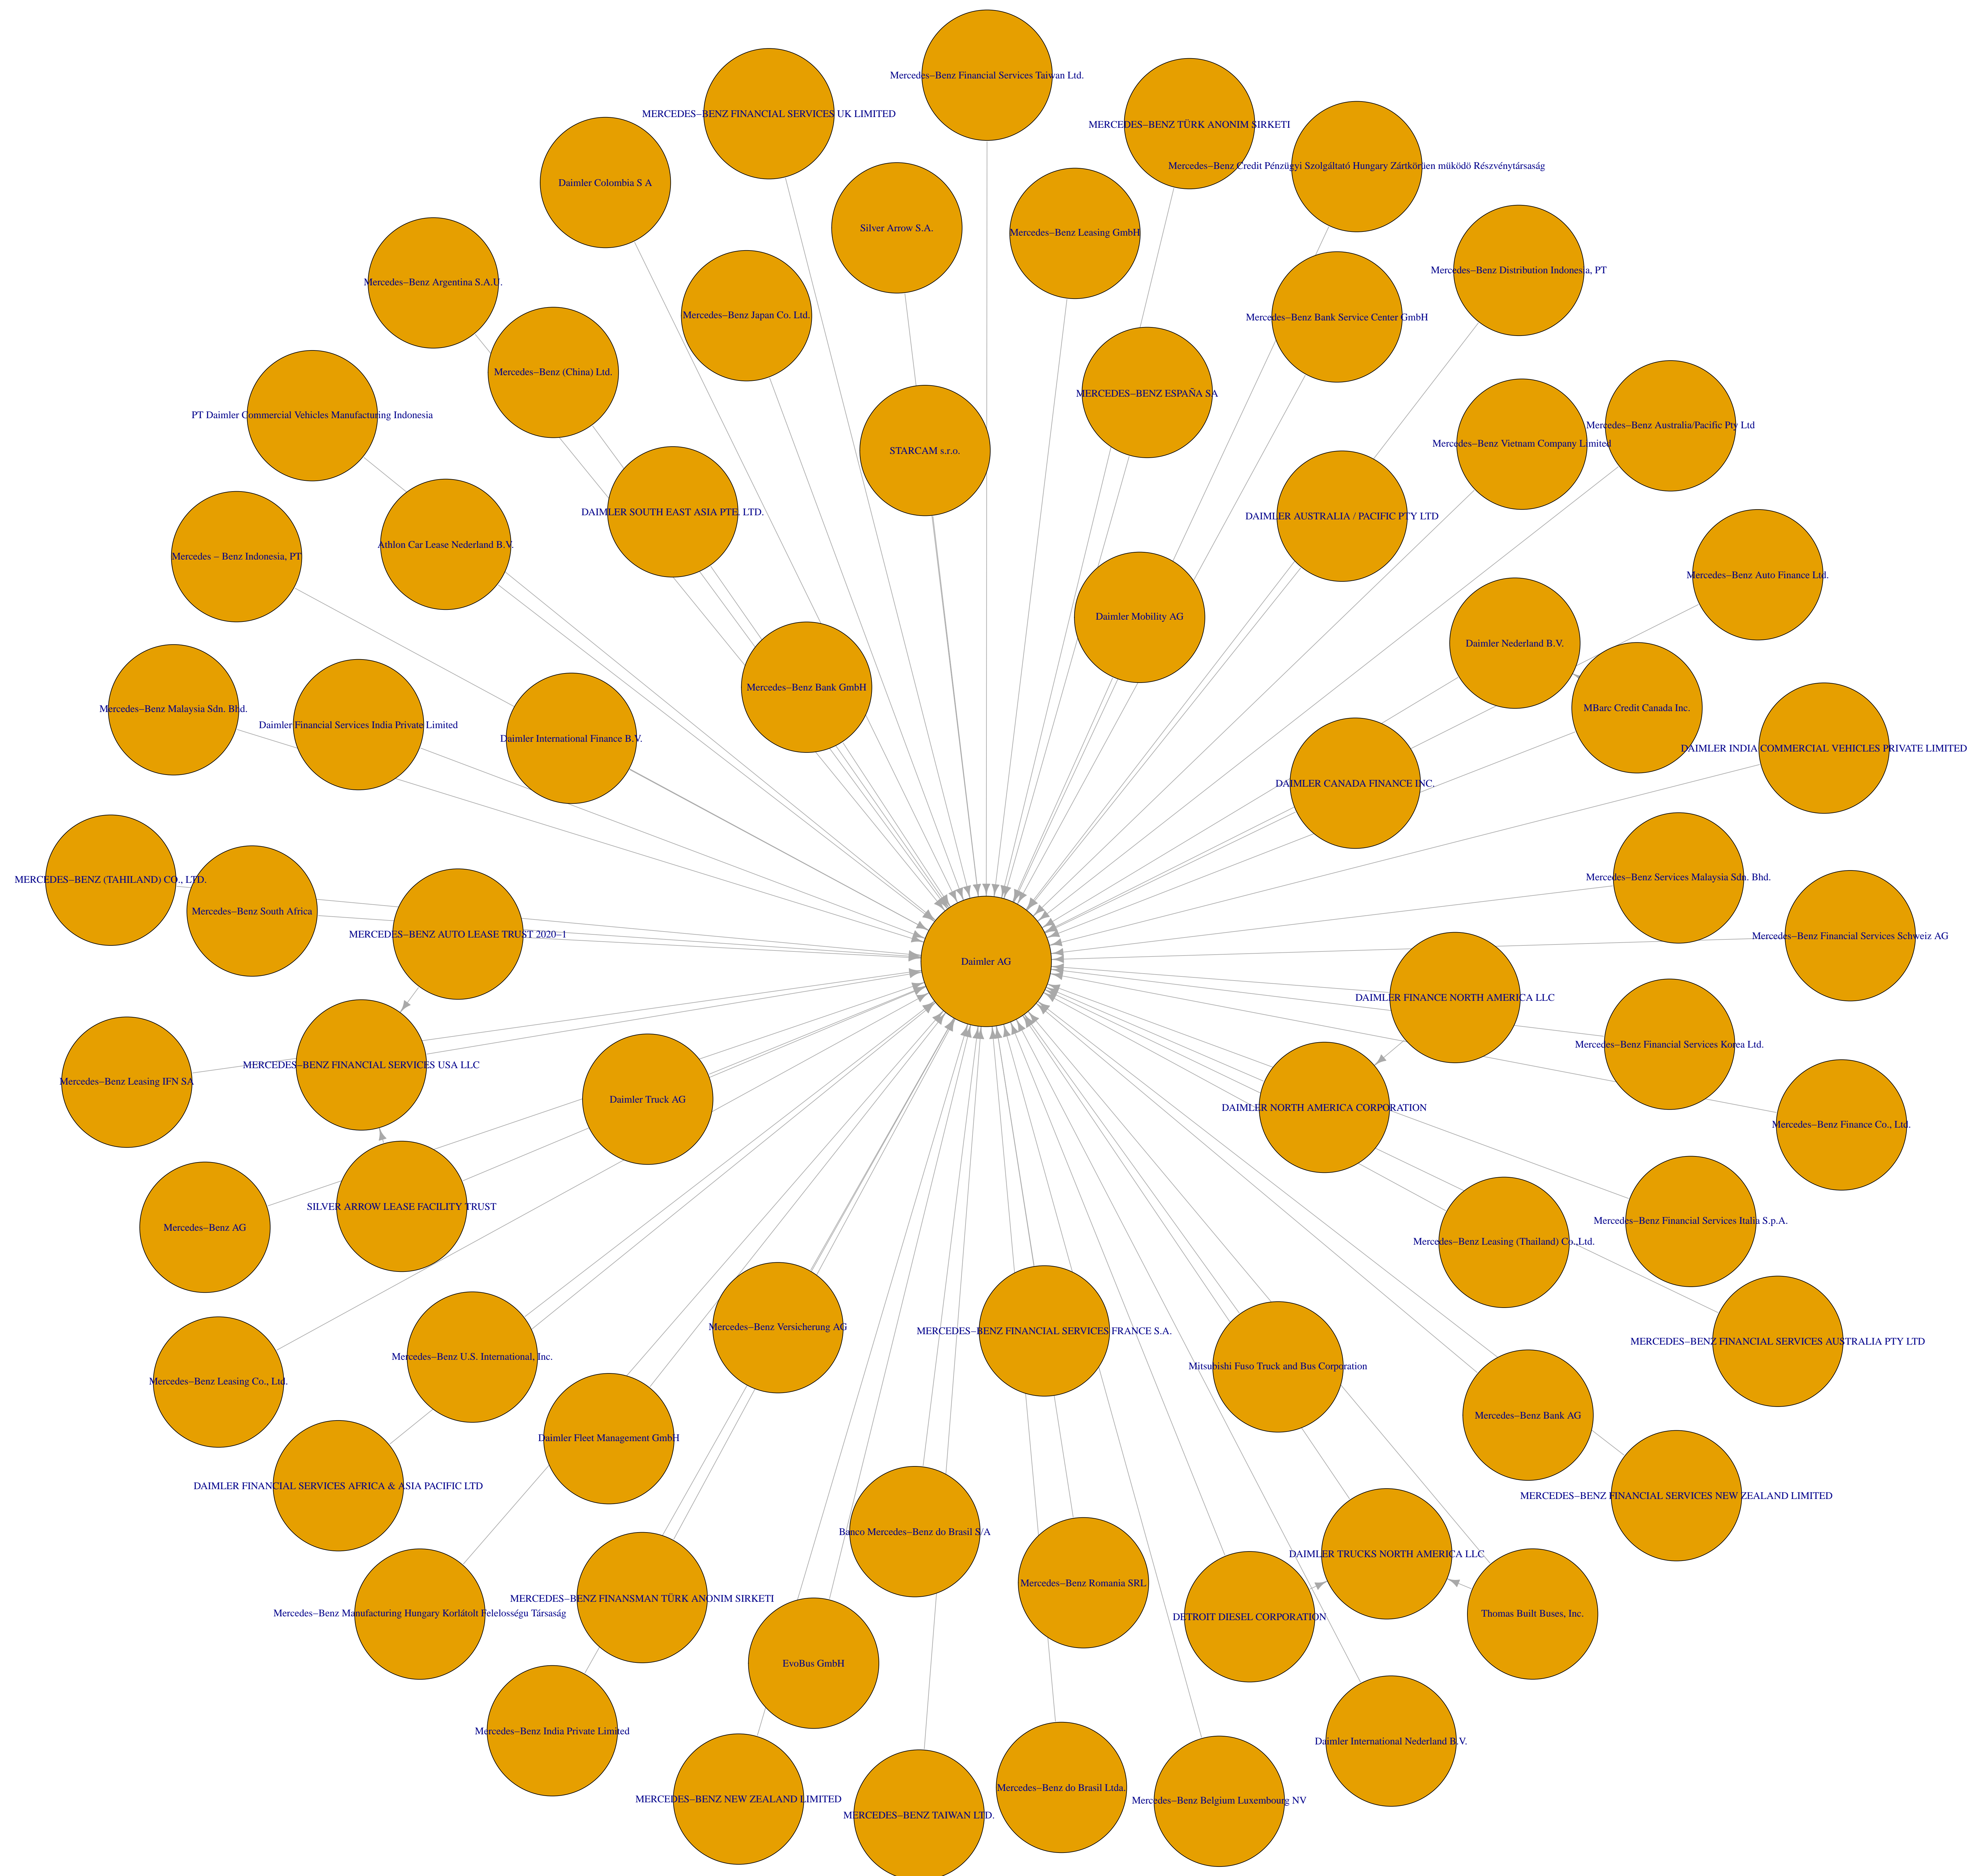 Mercedes−Benz Financial Services Taiwan Ltd.
MERCEDES−BENZ FINANCIAL SERVICES UK LIMITED
MERCEDES−BENZ TÜRK ANONIM SIRKETI
Mercedes−Benz Credit Pénzügyi Szolgáltató Hungary Zártkörüen müködö Részvénytársaság
Daimler Colombia S A
Silver Arrow S.A.
Mercedes−Benz Leasing GmbH
Mercedes−Benz Distribution Indonesia, PT
Mercedes−Benz Argentina S.A.U.
Mercedes−Benz Japan Co. Ltd.
Mercedes−Benz Bank Service Center GmbH
Mercedes−Benz (China) Ltd.
MERCEDES−BENZ ESPAÑA SA
PT Daimler Commercial Vehicles Manufacturing Indonesia
Mercedes−Benz Australia/Pacific Pty Ltd
Mercedes−Benz Vietnam Company Limited
STARCAM s.r.o.
DAIMLER SOUTH EAST ASIA PTE. LTD.
DAIMLER AUSTRALIA / PACIFIC PTY LTD
Athlon Car Lease Nederland B.V.
Mercedes − Benz Indonesia, PT
Mercedes−Benz Auto Finance Ltd.
Daimler Mobility AG
Daimler Nederland B.V.
Mercedes−Benz Bank GmbH
Mercedes−Benz Malaysia Sdn. Bhd.
MBarc Credit Canada Inc.
Daimler Financial Services India Private Limited
Daimler International Finance B.V.
DAIMLER INDIA COMMERCIAL VEHICLES PRIVATE LIMITED
DAIMLER CANADA FINANCE INC.
MERCEDES−BENZ (TAHILAND) CO., LTD.
Mercedes−Benz Services Malaysia Sdn. Bhd.
Mercedes−Benz South Africa
MERCEDES−BENZ AUTO LEASE TRUST 2020−1
Mercedes−Benz Financial Services Schweiz AG
Daimler AG
DAIMLER FINANCE NORTH AMERICA LLC
Mercedes−Benz Financial Services Korea Ltd.
MERCEDES−BENZ FINANCIAL SERVICES USA LLC
Mercedes−Benz Leasing IFN SA
Daimler Truck AG
DAIMLER NORTH AMERICA CORPORATION
Mercedes−Benz Finance Co., Ltd.
SILVER ARROW LEASE FACILITY TRUST
Mercedes−Benz Financial Services Italia S.p.A.
Mercedes−Benz AG
Mercedes−Benz Leasing (Thailand) Co.,Ltd.
Mercedes−Benz Versicherung AG
MERCEDES−BENZ FINANCIAL SERVICES FRANCE S.A.
MERCEDES−BENZ FINANCIAL SERVICES AUSTRALIA PTY LTD
Mercedes−Benz U.S. International, Inc.
Mitsubishi Fuso Truck and Bus Corporation
Mercedes−Benz Leasing Co., Ltd.
Mercedes−Benz Bank AG
Daimler Fleet Management GmbH
DAIMLER FINANCIAL SERVICES AFRICA & ASIA PACIFIC LTD
MERCEDES−BENZ FINANCIAL SERVICES NEW ZEALAND LIMITED
Banco Mercedes−Benz do Brasil S/A
DAIMLER TRUCKS NORTH AMERICA LLC
Mercedes−Benz Romania SRL
MERCEDES−BENZ FINANSMAN TÜRK ANONIM SIRKETI
Mercedes−Benz Manufacturing Hungary Korlátolt Felelosségu Társaság
Thomas Built Buses, Inc.
DETROIT DIESEL CORPORATION
EvoBus GmbH
Mercedes−Benz India Private Limited
Daimler International Nederland B.V.
Mercedes−Benz do Brasil Ltda.
MERCEDES−BENZ NEW ZEALAND LIMITED
Mercedes−Benz Belgium Luxembourg NV
MERCEDES−BENZ TAIWAN LTD.